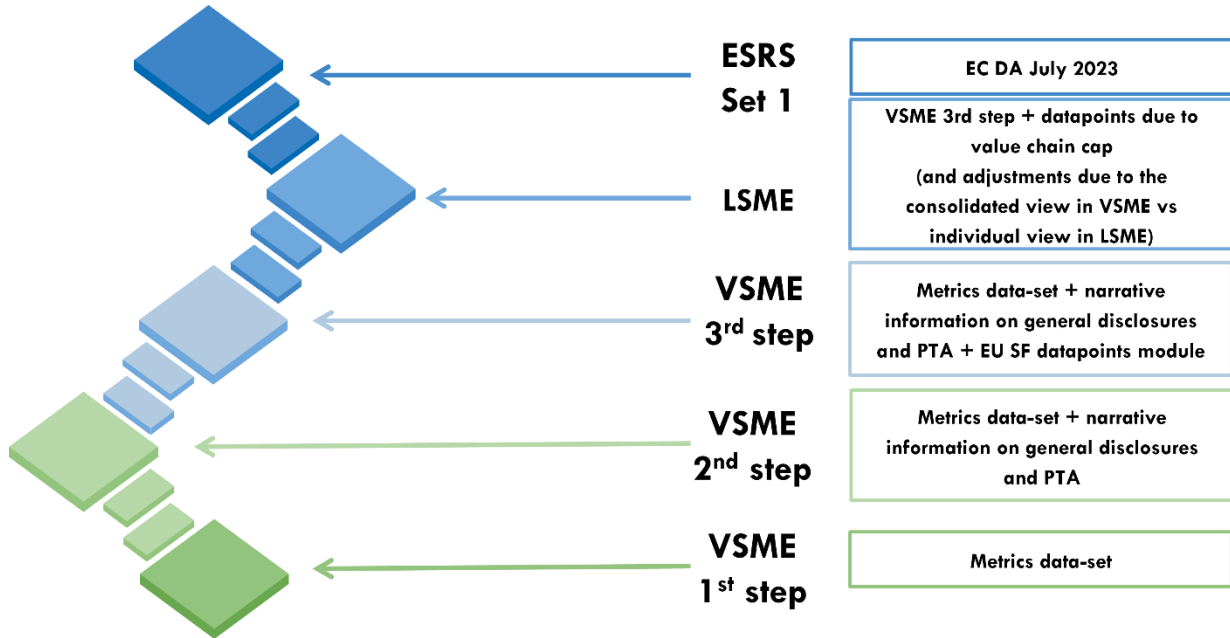 ESRS
Set 1
EC DA July 2023
LSME
VSME 3rd step + datapoints due to
value chain cap
(and adjustments due to the
consolidated view in VSME vs
individual view in LSME)
VSME
3rd step
Metrics data-set + narrative
information on general disclosures
and PTA + EU SF datapoints module
VSME
2nd step
Metrics data-set + narrative
information on general disclosures
and PTA
VSME
1st step
Metrics data-set